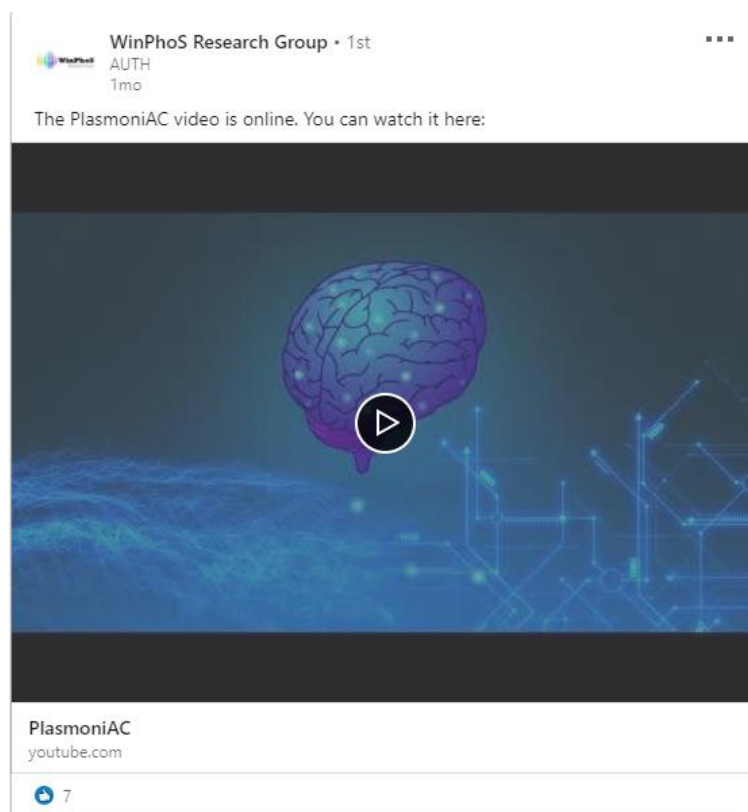 WinPhoS Research Group • 1st
WinPhoS
AUTH
1mo
The PlasmoniAC video is online. You can watch it here:
PlasmoniAC
youtube.com
7